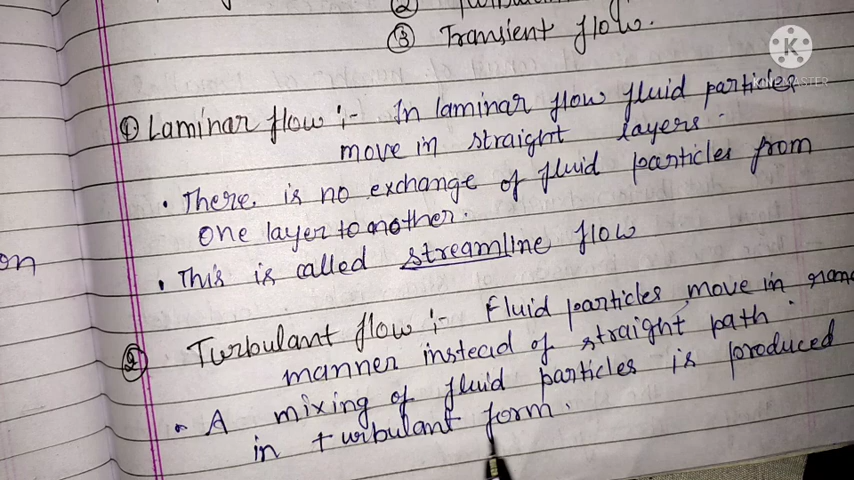 ②
③ Transient flow.
① Laminar flow :- In laminar flow fluid particles
move in straight layers.
• There is no exchange of fluid particles from
one layer to another.
• This is called streamline flow
② Turbulant flow :- Fluid particles move in
manner instead of straight path.
• A mixing of fluid particles is produced
in turbulant form.
K